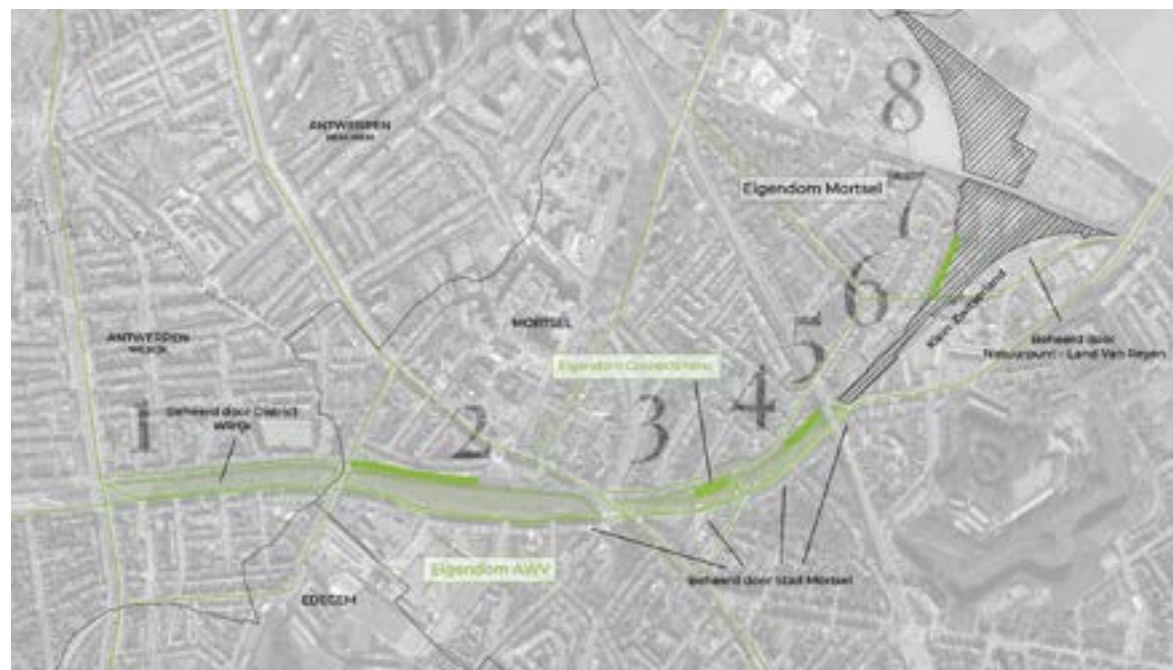 8
ANTWERPEN
BERCHEM
Eigendom Mortsel
7
6
Klein Zwitserland
MORTSEL
5
Beheerd door
Natuurpunt - Land Van Reyen
ANTWERPEN
WILRIJK
Eigendom
4
3
2
1
Beheerd door District
Wilrijk
Eigendom AWV
Beheerd door Stad Mortsel
EDEGEM